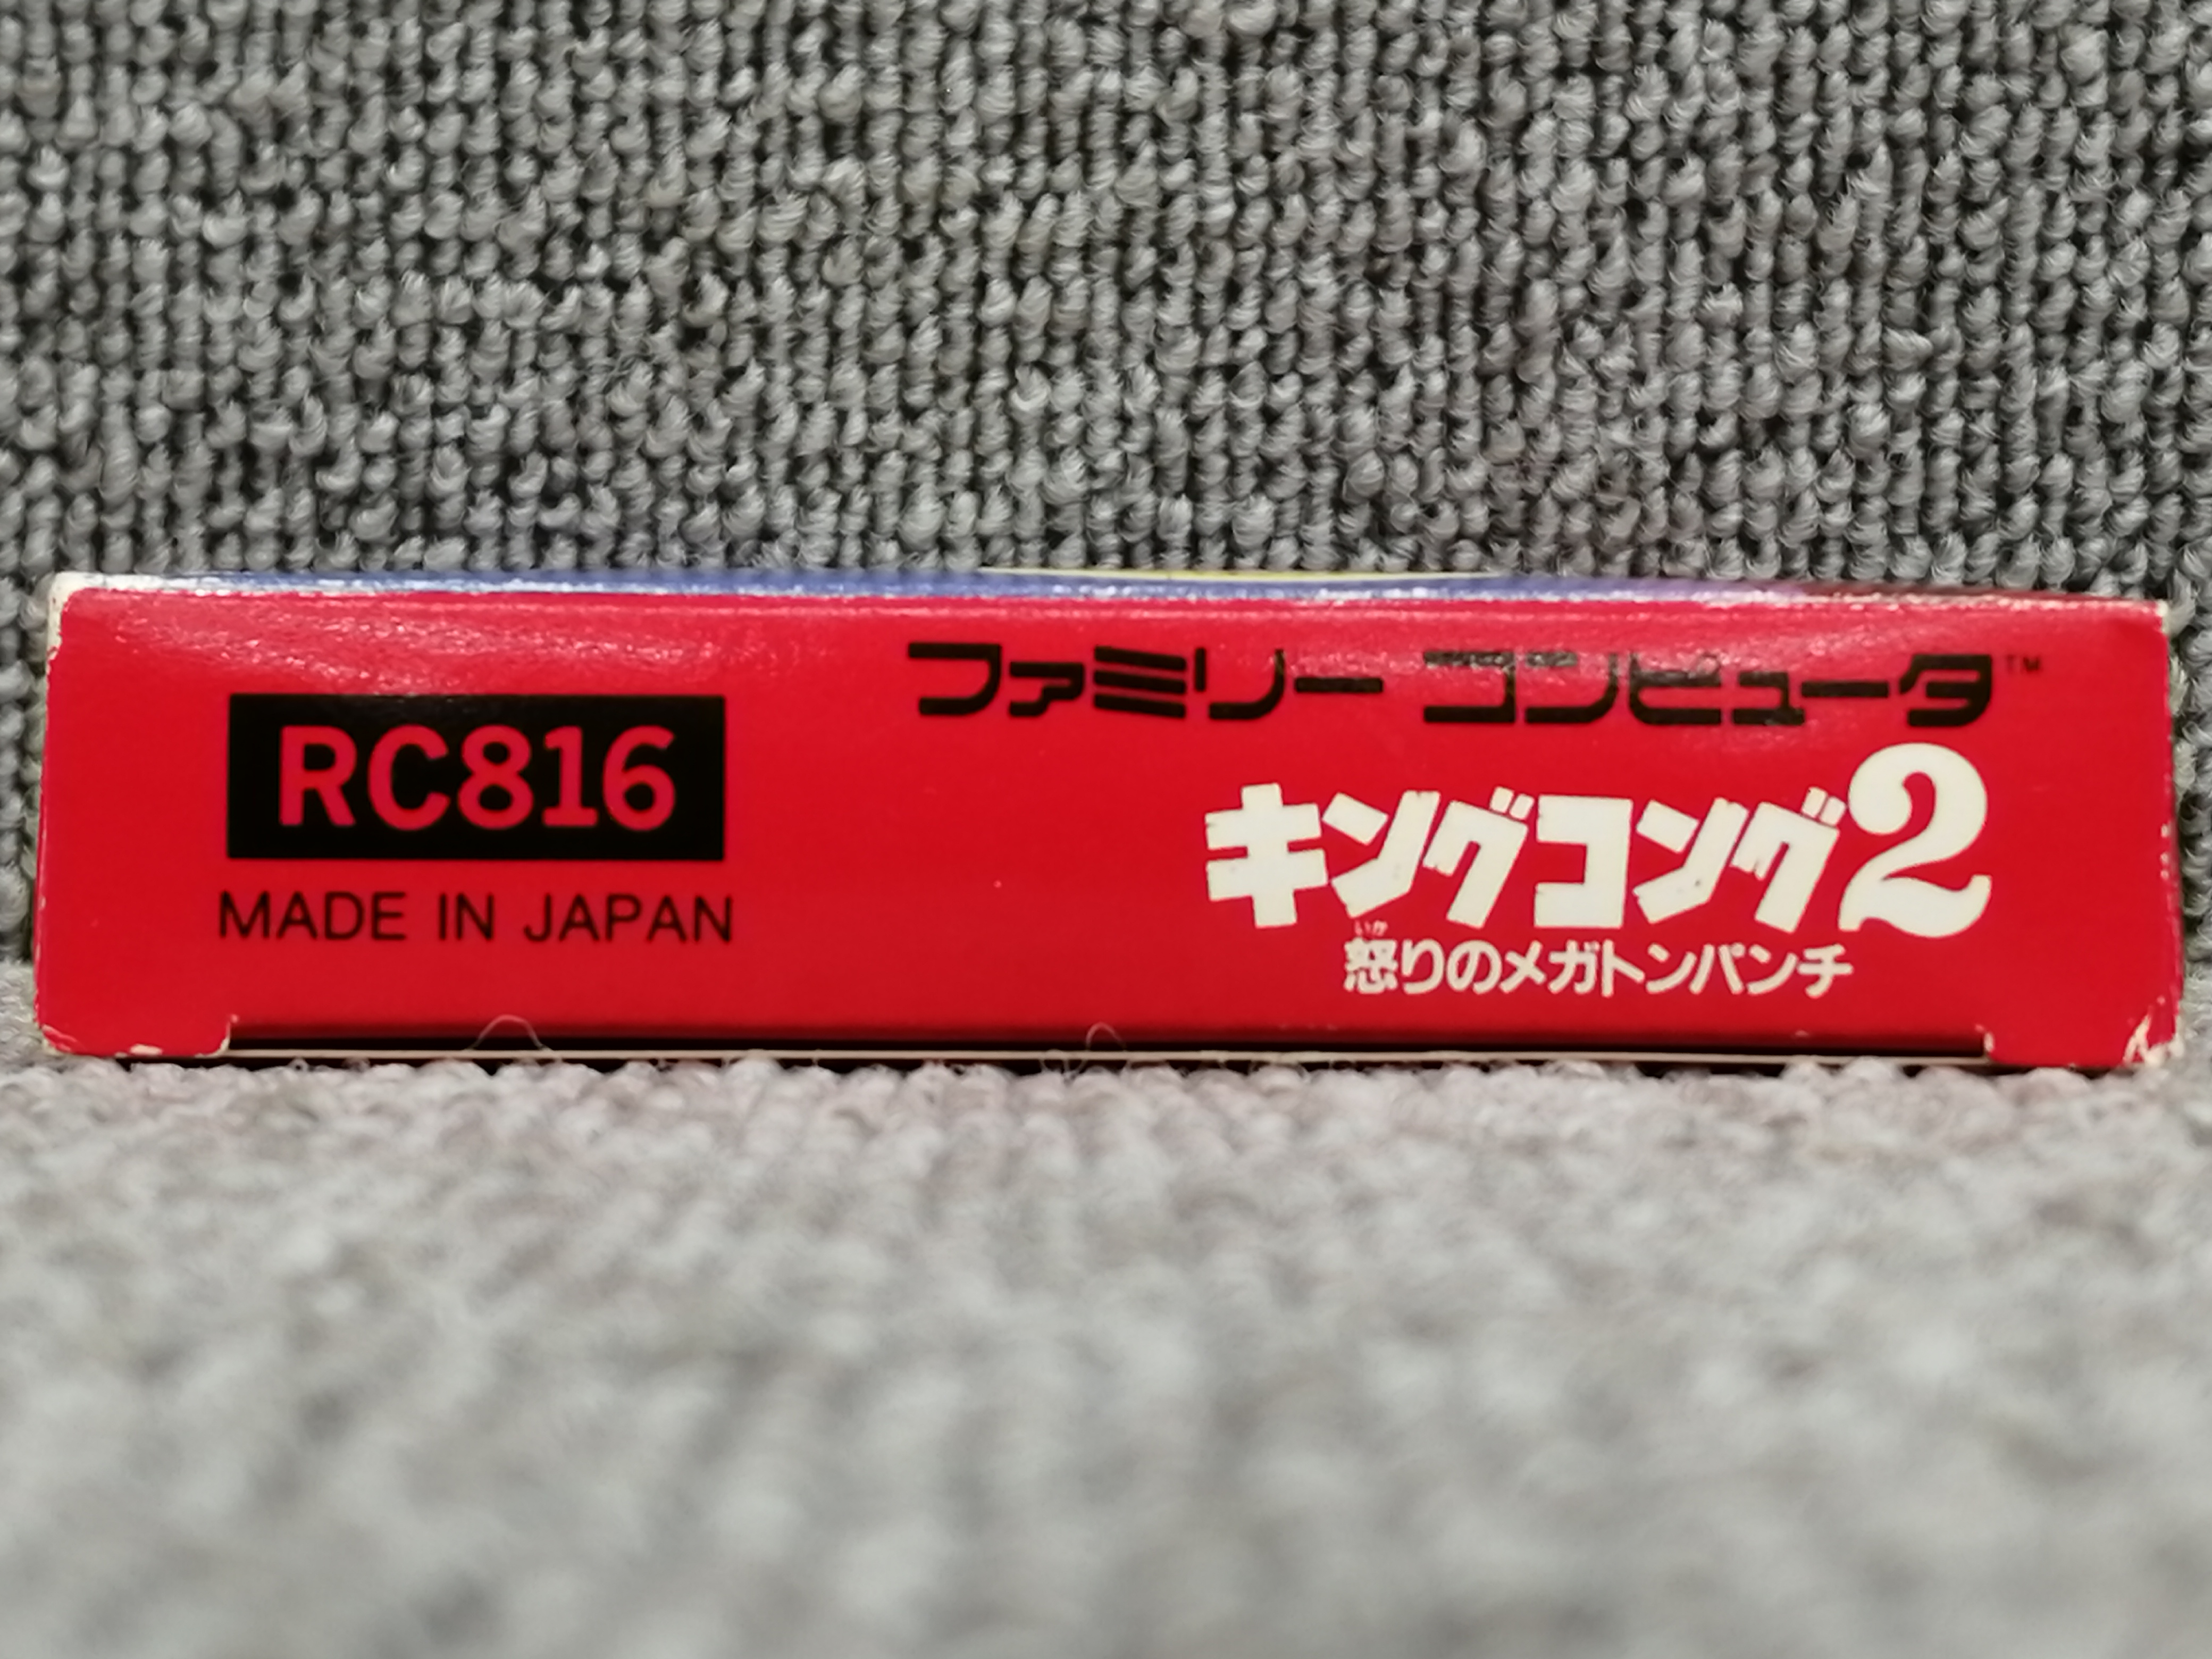 RC816
MADE IN JAPAN
ファミリーコンピュータ™
キングコング2
いか
怒りのメガトンパンチ